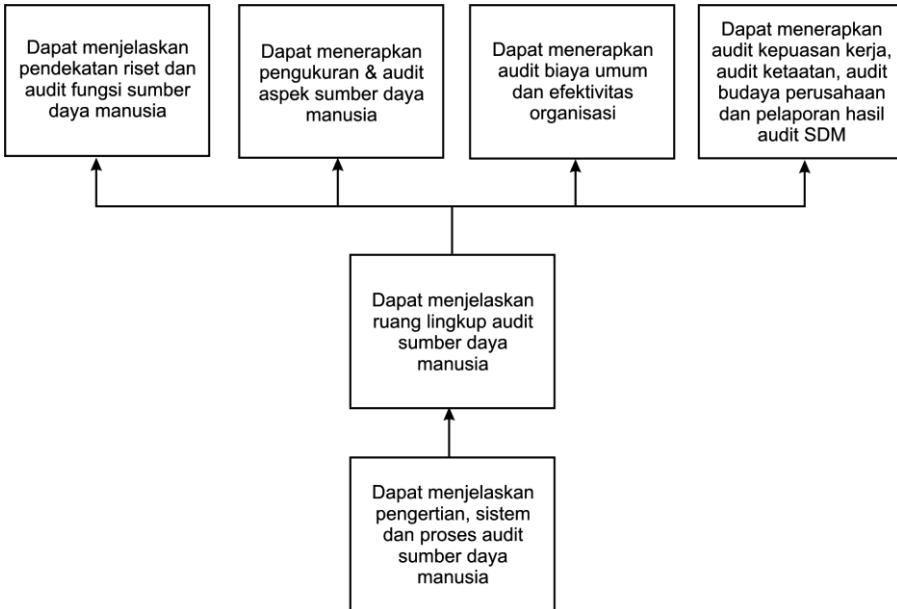 Dapat menjelaskan
pendekatan riset dan
audit fungsi sumber
daya manusia
Dapat menerapkan
pengukuran & audit
aspek sumber daya
manusia
Dapat menerapkan
audit biaya umum
dan efektivitas
organisasi
Dapat menerapkan
audit kepuasan kerja,
audit ketaatan, audit
budaya perusahaan
dan pelaporan hasil
audit SDM
Dapat menjelaskan
ruang lingkup audit
sumber daya
manusia
Dapat menjelaskan
pengertian, sistem
dan proses audit
sumber daya
manusia